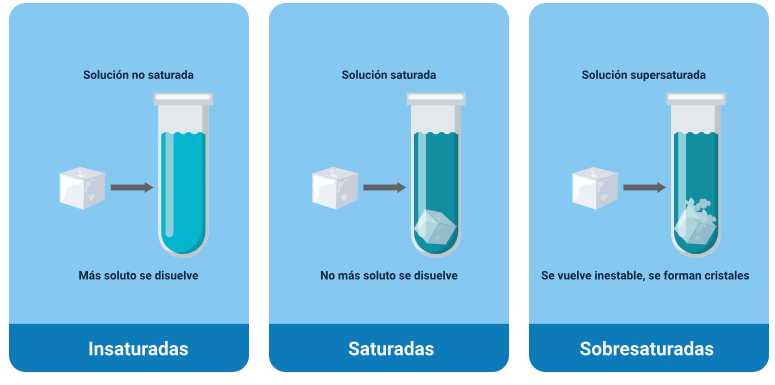 Solución no saturada
Más soluto se disuelve
Insaturadas
Solución saturada
No más soluto se disuelve
Saturadas
Solución supersaturada
Se vuelve inestable, se forman cristales
Sobresaturadas